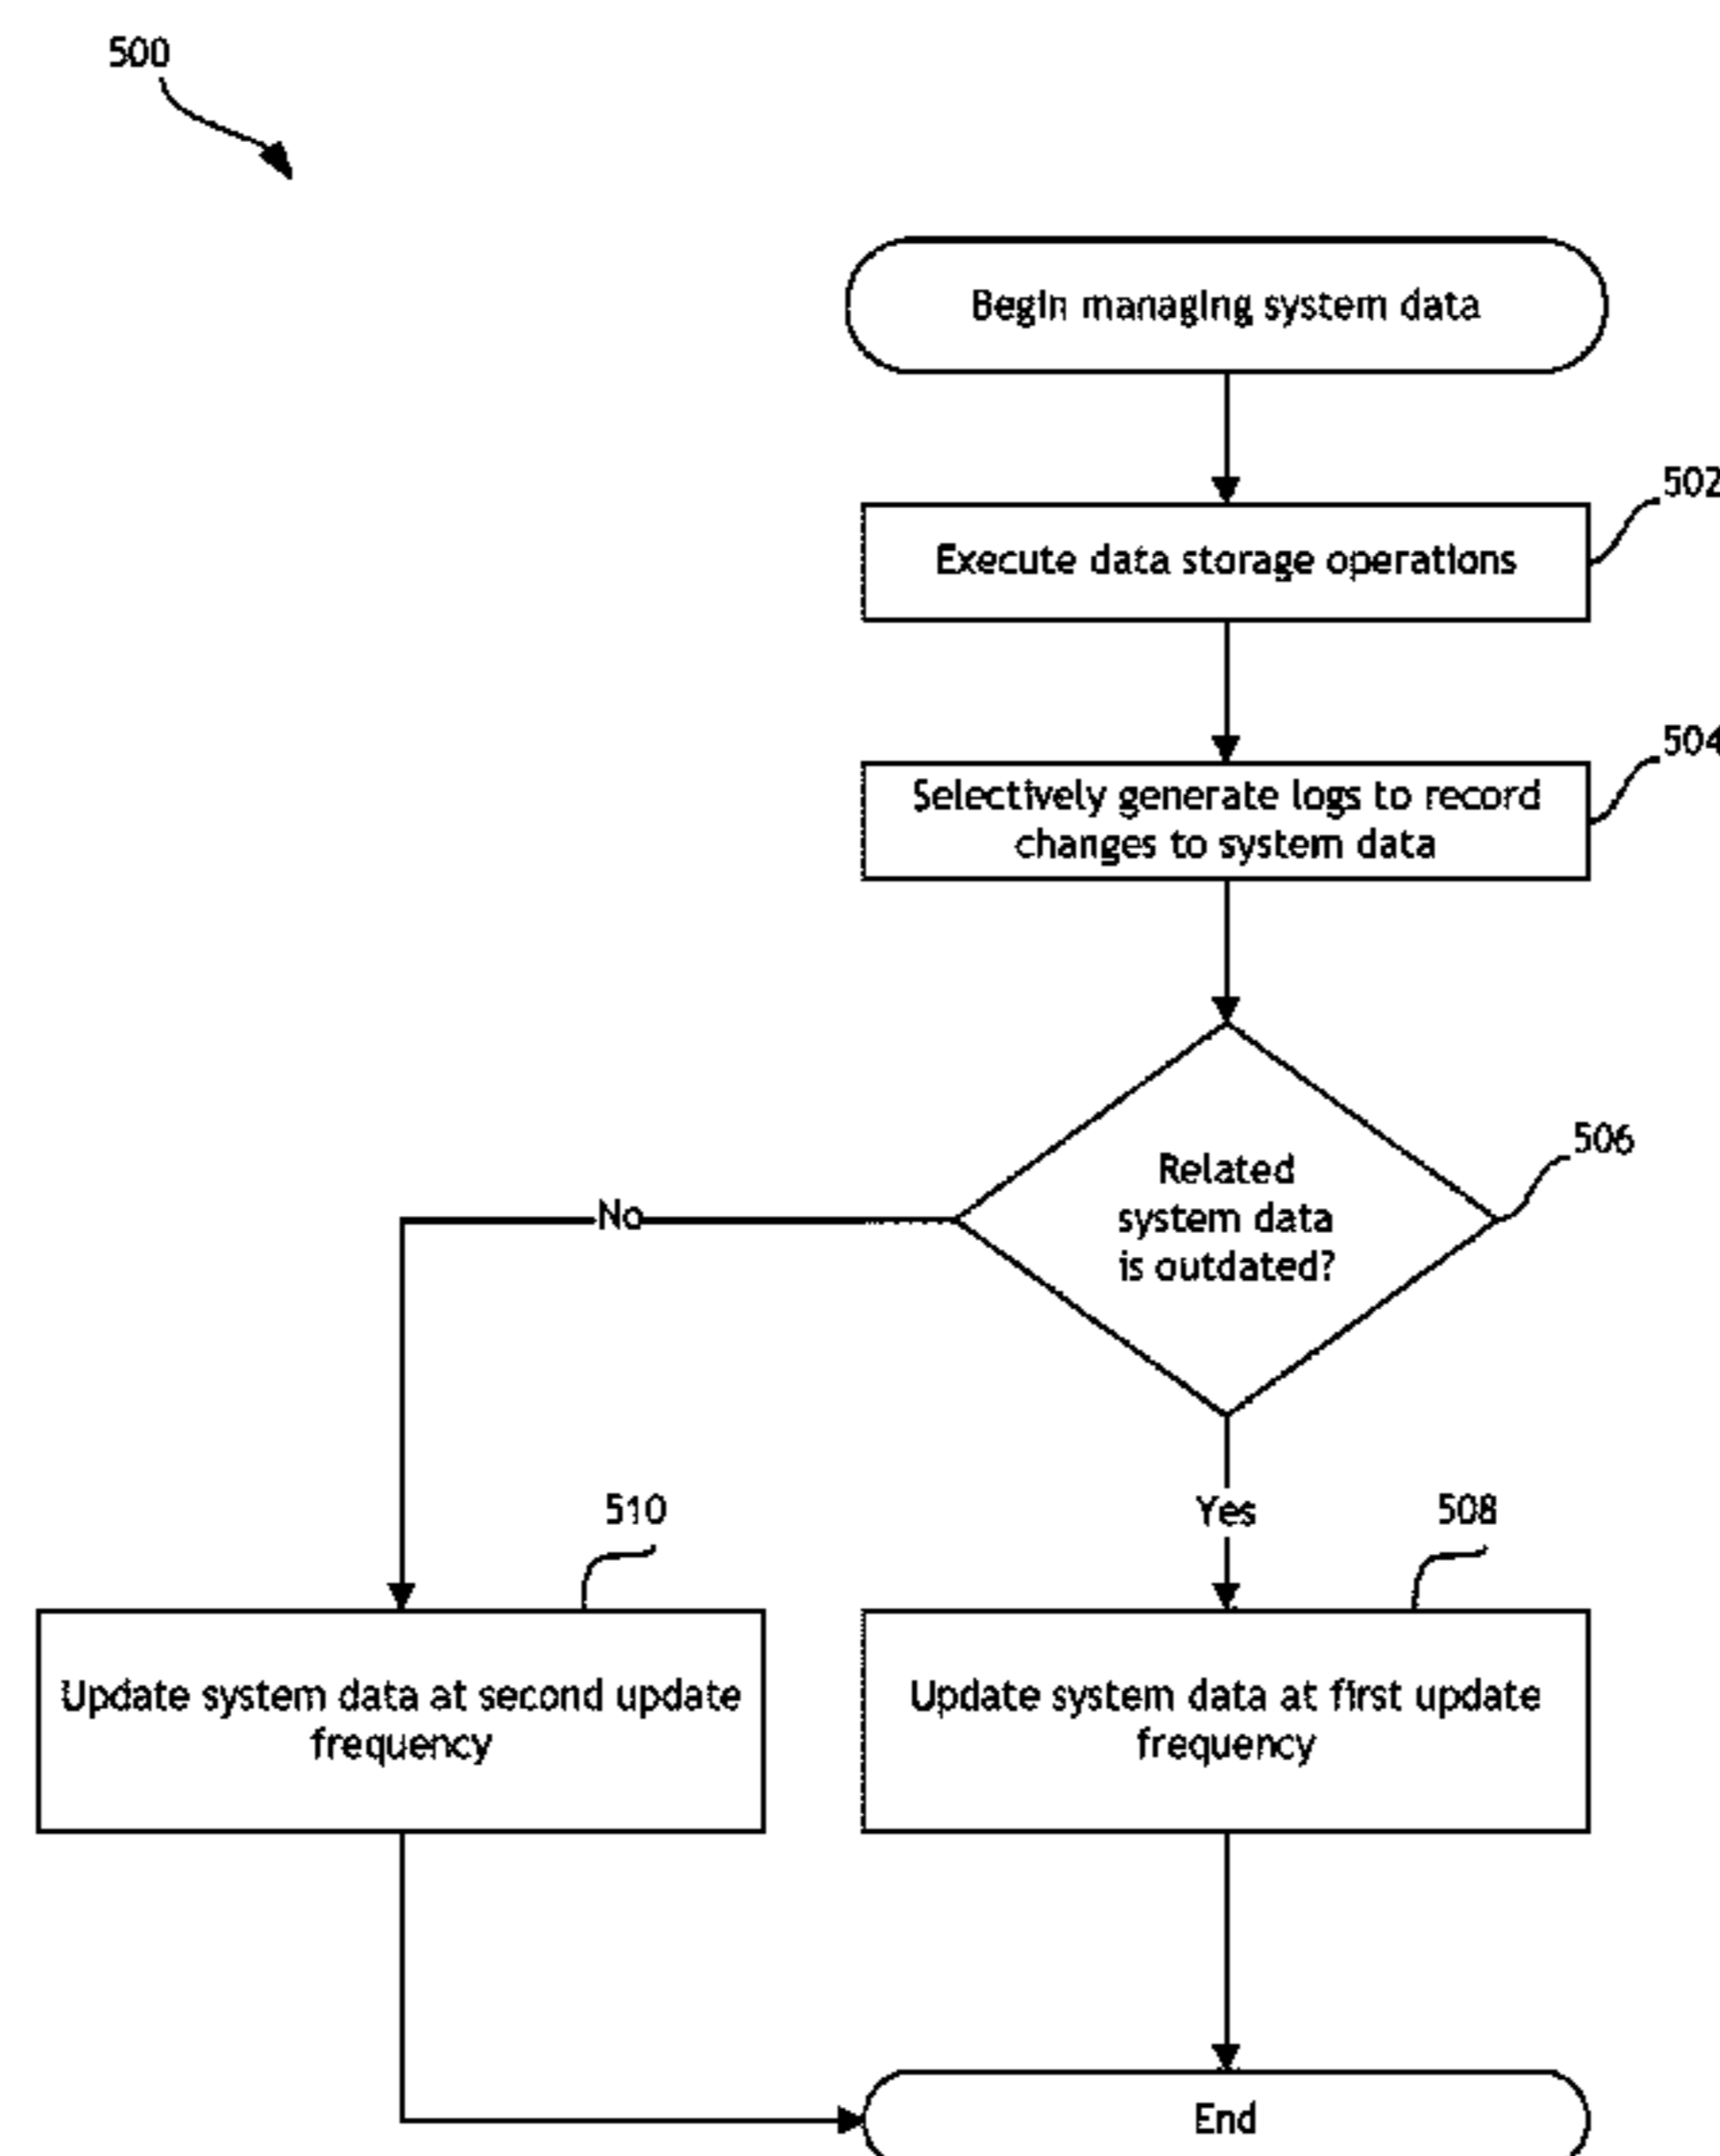 500
Begin managing system data
502
Execute data storage operations
504
Selectively generate logs to record
changes to system data
506
Related
system data
is outdated?
No
Yes
510
508
Update system data at second update
frequency
Update system data at first update
frequency
End